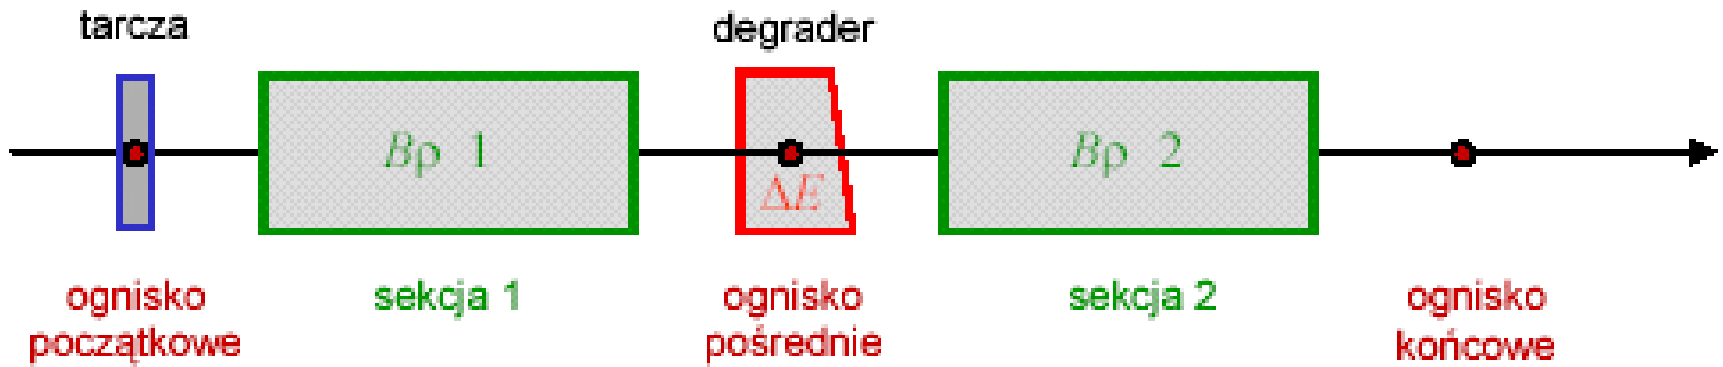 tarcza
degrader
Bρ 1
ΔE
Bρ 2
ognisko
początkowe
sekcja 1
ognisko
pośrednie
sekcja 2
ognisko
końcowe